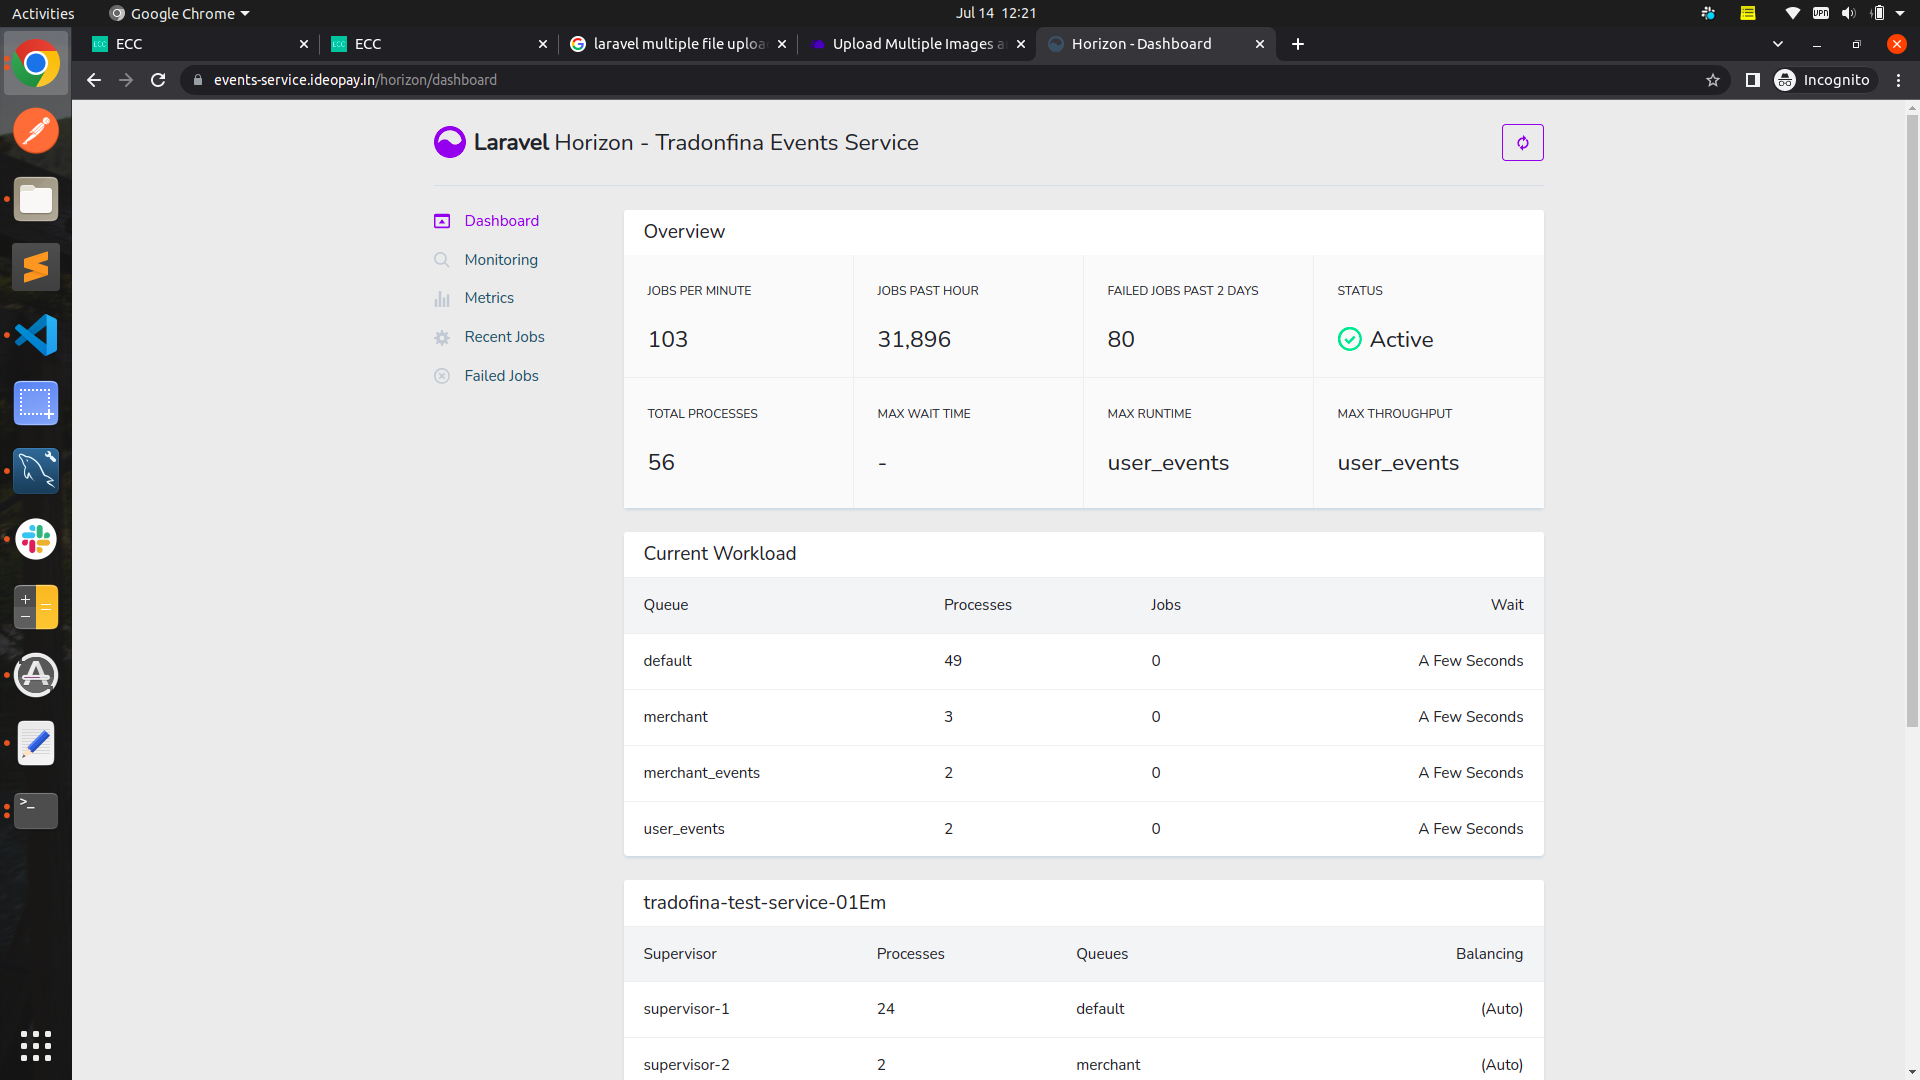 Activities
Google Chrome
Jul 14 12:21
ECC
ECC
laravel multiple file uploa
Upload Multiple Images a
Horizon - Dashboard
events-service.ideopay.in/horizon/dashboard
Incognito
Laravel Horizon - Tradonfina Events Service
Dashboard
Monitoring
Metrics
Recent Jobs
Failed Jobs
Overview
JOBS PER MINUTE
JOBS PAST HOUR
FAILED JOBS PAST 2 DAYS
STATUS
103
31,896
80
Active
TOTAL PROCESSES
MAX WAIT TIME
MAX RUNTIME
MAX THROUGHPUT
56
-
user_events
user_events
Current Workload
Queue Processes Jobs Wait
default 49 0 A Few Seconds
merchant 3 0 A Few Seconds
merchant_events 2 0 A Few Seconds
user_events 2 0 A Few Seconds
tradofina-test-service-01Em
Supervisor Processes Queues Balancing
supervisor-1 24 default (Auto)
supervisor-2 2 merchant (Auto)